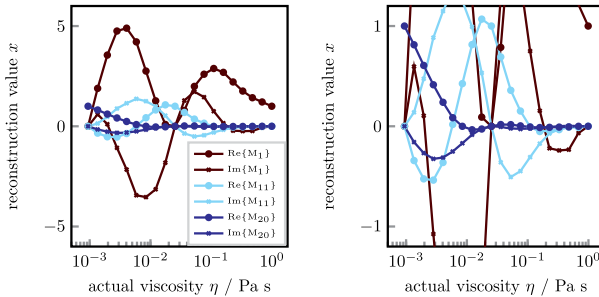 reconstruction value x
5
0
−5
Re{M₁}
Im{M₁}
Re{M₁₁}
Im{M₁₁}
Re{M₂₀}
Im{M₂₀}
10⁻³ 10⁻² 10⁻¹ 10⁰
actual viscosity η / Pa s
reconstruction value x
1
0
−1
10⁻³ 10⁻² 10⁻¹ 10⁰
actual viscosity η / Pa s